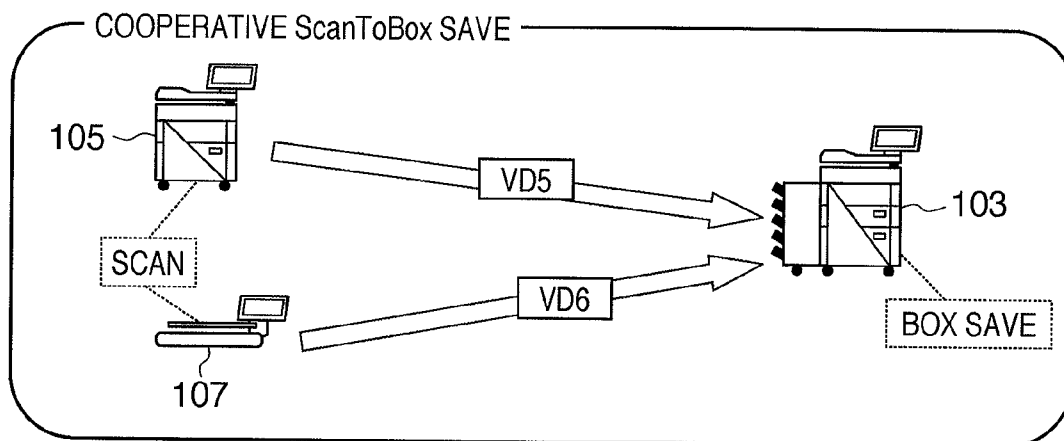 COOPERATIVE ScanToBox SAVE
105
VD5
103
SCAN
VD6
BOX SAVE
107